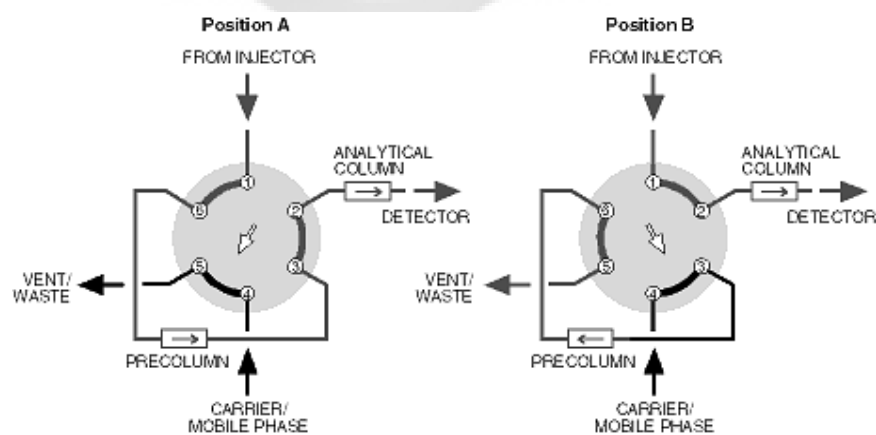 Position A
FROM INJECTOR
ANALYTICAL
COLUMN
DETECTOR
VENT/
WASTE
PRECOLUMN
CARRIER/
MOBILE PHASE
1
2
3
4
5
6
Position B
FROM INJECTOR
ANALYTICAL
COLUMN
DETECTOR
VENT/
WASTE
PRECOLUMN
CARRIER/
MOBILE PHASE
1
2
3
4
5
6